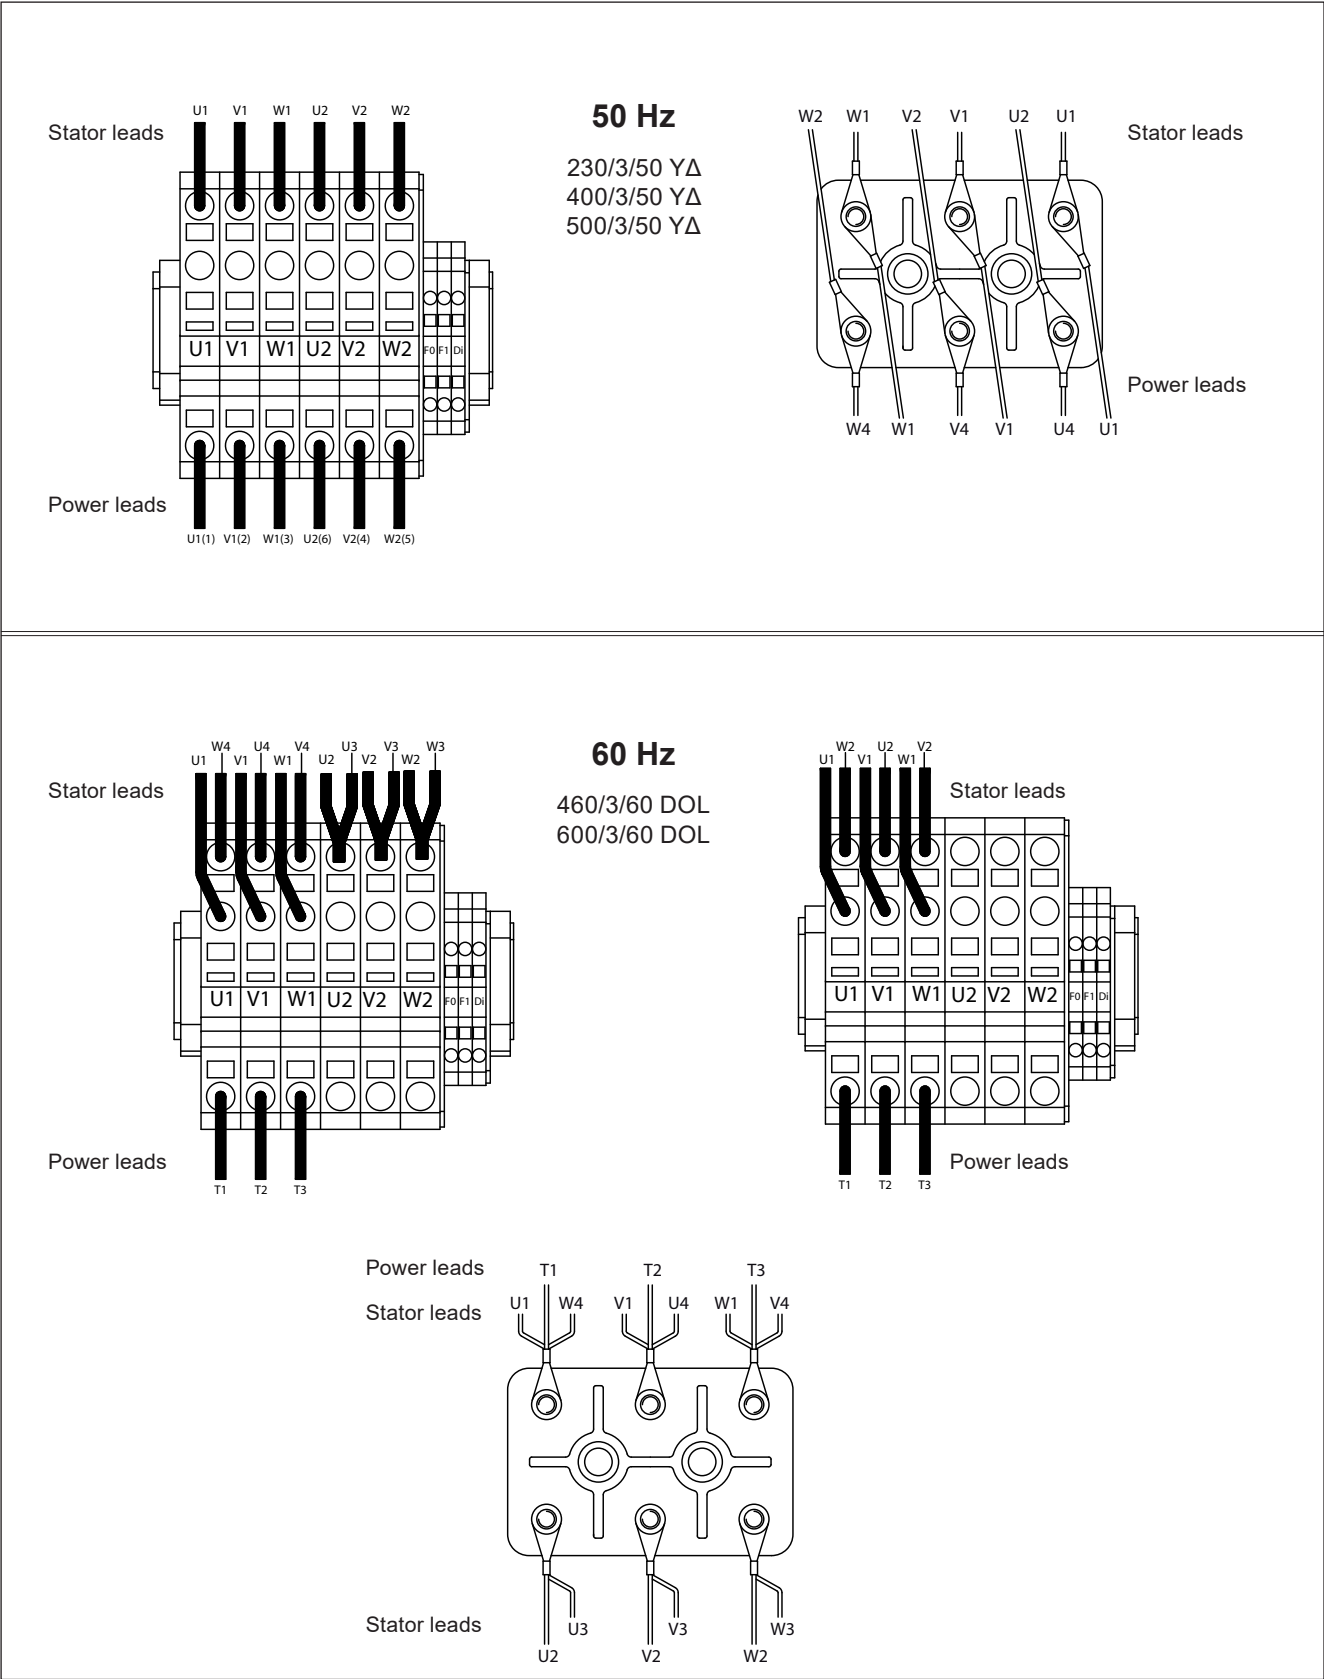 50 Hz
230/3/50 YΔ
400/3/50 YΔ
500/3/50 YΔ
U1 V1 W1 U2 V2 W2
Stator leads
U1 V1 W1 U2 V2 W2 F0 F1 Di
Power leads
U1(1) V1(2) W1(3) U2(6) V2(4) W2(5)
W2 W1 V2 V1 U2 U1
Stator leads
Power leads
W4 W1 V4 V1 U4 U1
60 Hz
460/3/60 DOL
600/3/60 DOL
U1 W4 V1 U4 W1 V4 U2 U3 V2 V3 W2 W3
Stator leads
U1 V1 W1 U2 V2 W2 F0 F1 Di
Power leads
T1 T2 T3
U1 W2 V1 U2 W1 V2
Stator leads
U1 V1 W1 U2 V2 W2 F0 F1 Di
Power leads
T1 T2 T3
Power leads T1 T2 T3
Stator leads U1 W4 V1 U4 W1 V4
Stator leads U3 V3 W3
U2 V2 W2